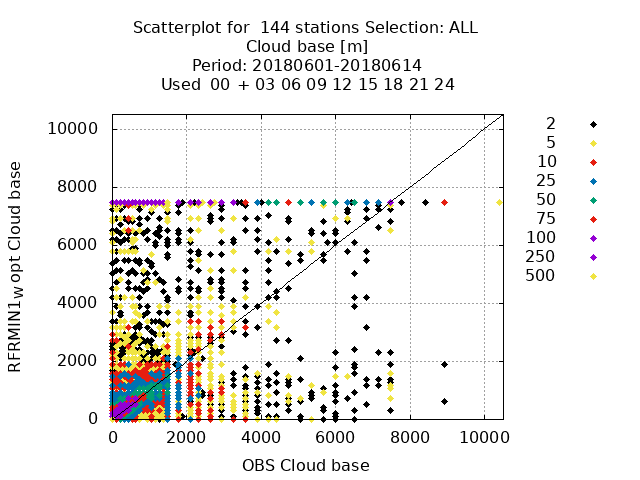 Scatterplot for  144 stations Selection: ALL
Cloud base [m]
Period: 20180601-20180614
Used  00  + 03 06 09 12 15 18 21 24
RFRMIN1w opt Cloud base
10000
8000
6000
4000
2000
0
0 2000 4000 6000 8000 10000
OBS Cloud base
2
5
10
25
50
75
100
250
500